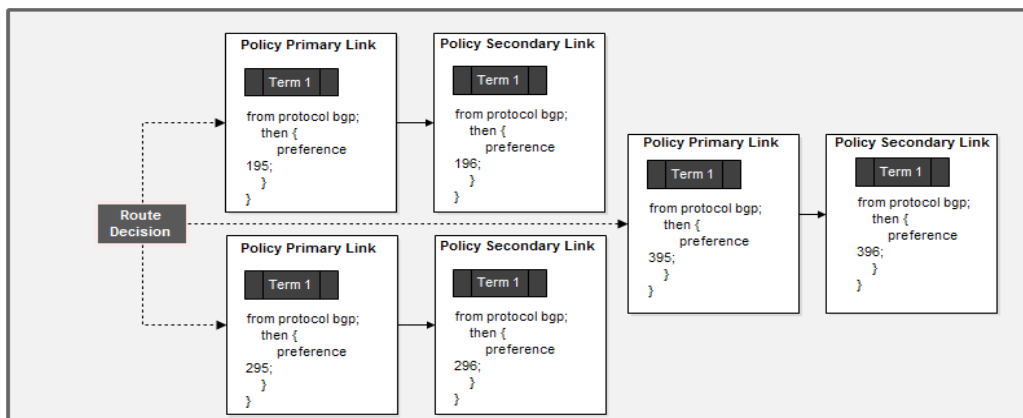 Policy Primary Link
Term 1
from protocol bgp;
then {
preference
195;
}
}
Policy Secondary Link
Term 1
from protocol bgp;
then {
preference
196;
}
}
Policy Primary Link
Term 1
from protocol bgp;
then {
preference
395;
}
}
Policy Secondary Link
Term 1
from protocol bgp;
then {
preference
396;
}
}
Route
Decision
Policy Primary Link
Term 1
from protocol bgp;
then {
preference
295;
}
}
Policy Secondary Link
Term 1
from protocol bgp;
then {
preference
296;
}
}